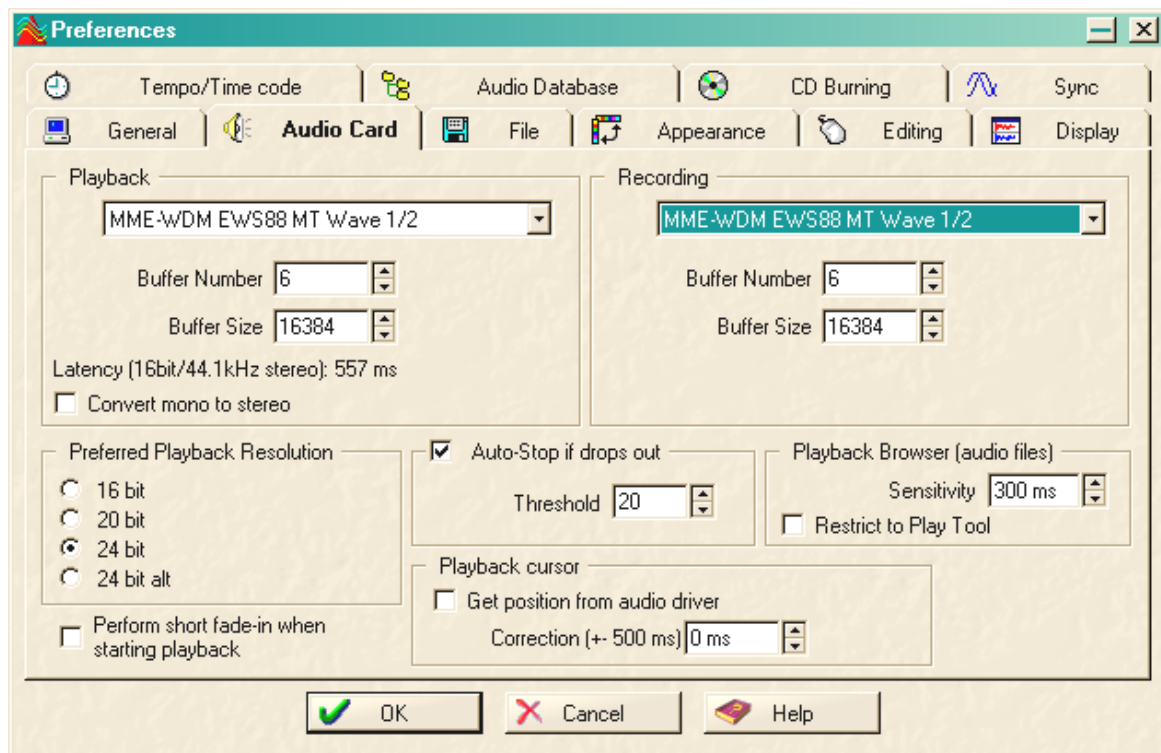 Preferences
Tempo/Time code
Audio Database
CD Burning
Sync
General
Audio Card
File
Appearance
Editing
Display
Playback
MME-WDM EWS88 MT Wave 1/2
Buffer Number 6
Buffer Size 16384
Latency (16bit/44.1kHz stereo): 557 ms
Convert mono to stereo
Recording
MME-WDM EWS88 MT Wave 1/2
Buffer Number 6
Buffer Size 16384
Preferred Playback Resolution
16 bit
20 bit
24 bit
24 bit alt
Perform short fade-in when
starting playback
Auto-Stop if drops out
Threshold 20
Playback Browser (audio files)
Sensitivity 300 ms
Restrict to Play Tool
Playback cursor
Get position from audio driver
Correction (+- 500 ms) 0 ms
OK
Cancel
Help